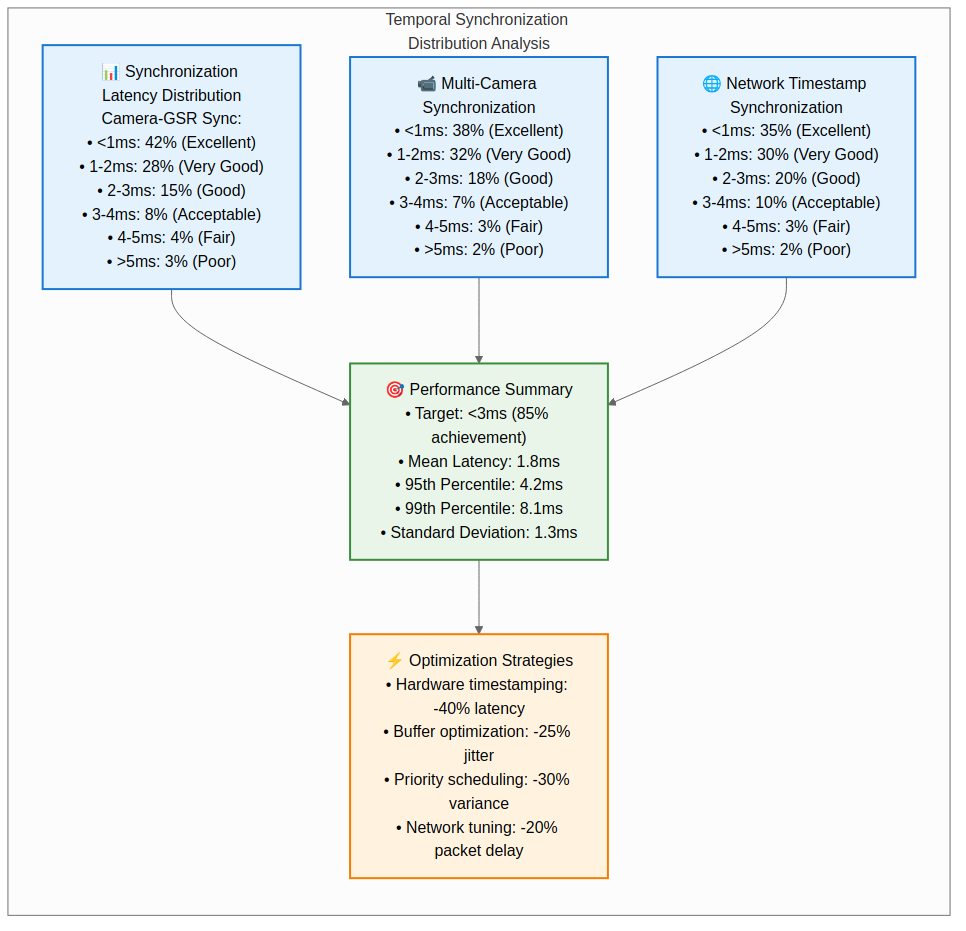 Temporal Synchronization
Distribution Analysis
📊 Synchronization
Latency Distribution
Camera-GSR Sync:
• <1ms: 42% (Excellent)
• 1-2ms: 28% (Very Good)
• 2-3ms: 15% (Good)
• 3-4ms: 8% (Acceptable)
• 4-5ms: 4% (Fair)
• >5ms: 3% (Poor)
📹 Multi-Camera
Synchronization
• <1ms: 38% (Excellent)
• 1-2ms: 32% (Very Good)
• 2-3ms: 18% (Good)
• 3-4ms: 7% (Acceptable)
• 4-5ms: 3% (Fair)
• >5ms: 2% (Poor)
🌐 Network Timestamp
Synchronization
• <1ms: 35% (Excellent)
• 1-2ms: 30% (Very Good)
• 2-3ms: 20% (Good)
• 3-4ms: 10% (Acceptable)
• 4-5ms: 3% (Fair)
• >5ms: 2% (Poor)
🎯 Performance Summary
• Target: <3ms (85%
achievement)
• Mean Latency: 1.8ms
• 95th Percentile: 4.2ms
• 99th Percentile: 8.1ms
• Standard Deviation: 1.3ms
⚡ Optimization Strategies
• Hardware timestamping:
-40% latency
• Buffer optimization: -25%
jitter
• Priority scheduling: -30%
variance
• Network tuning: -20%
packet delay